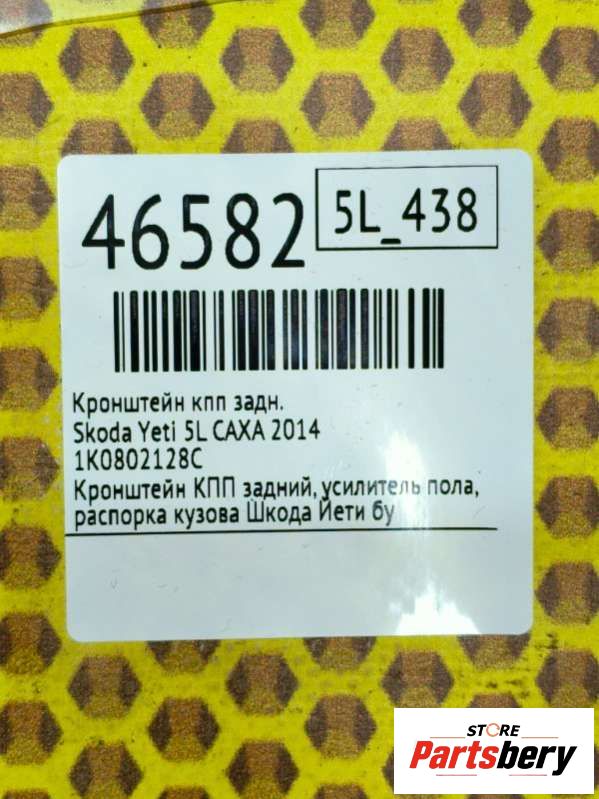 46582
5L_438
Кронштейн кпп задн.
Skoda Yeti 5L CAXA 2014
1K0802128C
Кронштейн КПП задний, усилитель пола,
распорка кузова Шкода Йети бу
STORE
Partsbery